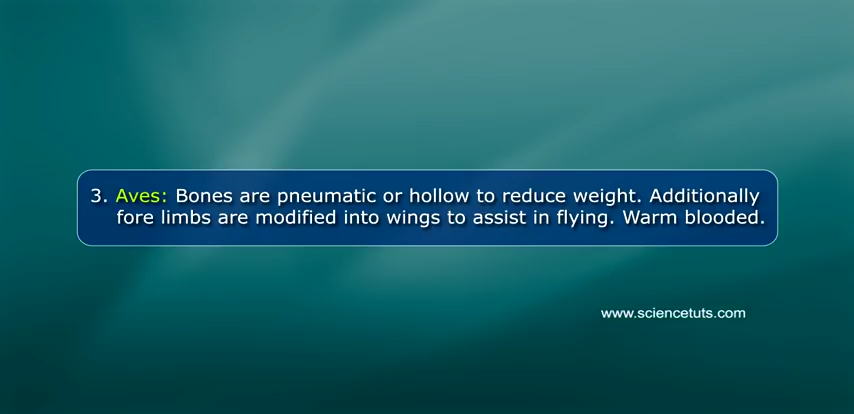 3. Aves: Bones are pneumatic or hollow to reduce weight. Additionally
fore limbs are modified into wings to assist in flying. Warm blooded.
www.sciencetuts.com